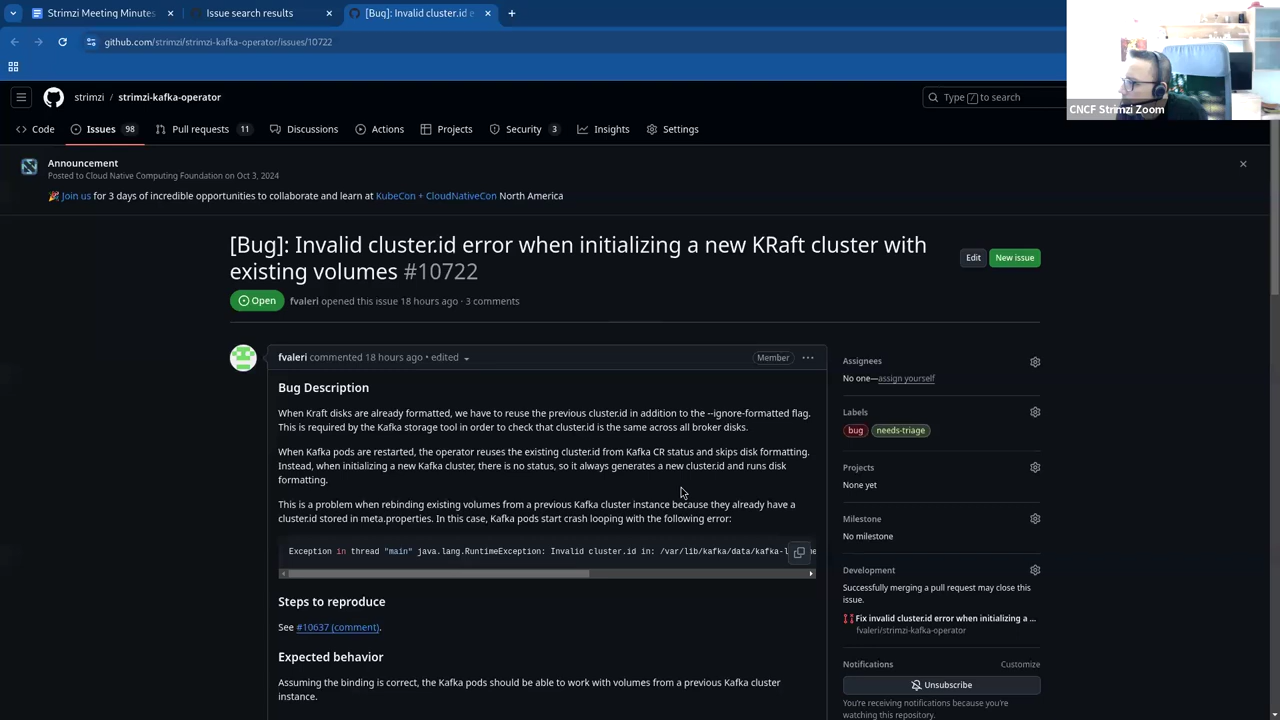 Strimzi Meeting Minutes
Issue search results
[Bug]: Invalid cluster.id e
github.com/strimzi/strimzi-kafka-operator/issues/10722
CNCF Strimzi Zoom
strimzi / strimzi-kafka-operator
Type / to search
Code
Issues 98
Pull requests 11
Discussions
Actions
Projects
Security 3
Insights
Settings
Announcement
Posted to Cloud Native Computing Foundation on Oct 3, 2024
🎉 Join us for 3 days of incredible opportunities to collaborate and learn at KubeCon + CloudNativeCon North America
[Bug]: Invalid cluster.id error when initializing a new KRaft cluster with
existing volumes #10722
Edit
New issue
Open
fvaleri opened this issue 18 hours ago · 3 comments
fvaleri commented 18 hours ago • edited
Member
Bug Description
When Kraft disks are already formatted, we have to reuse the previous cluster.id in addition to the --ignore-formatted flag.
This is required by the Kafka storage tool in order to check that cluster.id is the same across all broker disks.
When Kafka pods are restarted, the operator reuses the existing cluster.id from Kafka CR status and skips disk formatting.
Instead, when initializing a new Kafka cluster, there is no status, so it always generates a new cluster.id and runs disk
formatting.
This is a problem when rebinding existing volumes from a previous Kafka cluster instance because they already have a
cluster.id stored in meta.properties. In this case, Kafka pods start crash looping with the following error:
Exception in thread "main" java.lang.RuntimeException: Invalid cluster.id in: /var/lib/kafka/data/kafka-l
Steps to reproduce
See #10637 (comment).
Expected behavior
Assuming the binding is correct, the Kafka pods should be able to work with volumes from a previous Kafka cluster
instance.
Assignees
No one—assign yourself
Labels
bug
needs-triage
Projects
None yet
Milestone
No milestone
Development
Successfully merging a pull request may close this
issue.
Fix invalid cluster.id error when initializing a ...
fvaleri/strimzi-kafka-operator
Notifications
Customize
Unsubscribe
You're receiving notifications because you're
watching this repository.